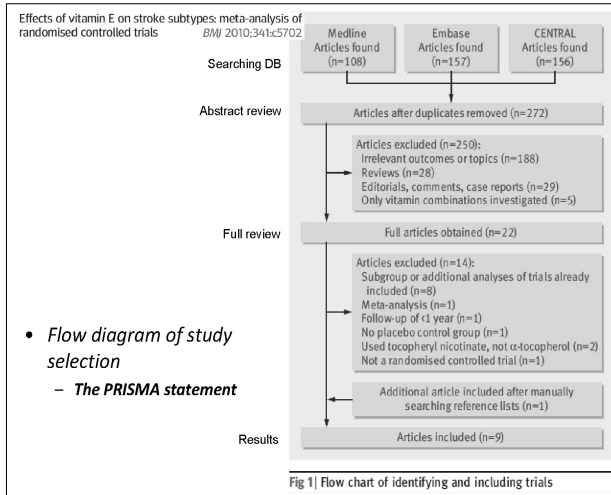 Effects of vitamin E on stroke subtypes: meta-analysis of
randomised controlled trials BMJ 2010;341:c5702
Searching DB
Medline
Articles found
(n=108)
Embase
Articles found
(n=157)
CENTRAL
Articles found
(n=156)
Abstract review
Articles after duplicates removed (n=272)
Articles excluded (n=250):
Irrelevant outcomes or topics (n=188)
Reviews (n=28)
Editorials, comments, case reports (n=29)
Only vitamin combinations investigated (n=5)
Full review
Full articles obtained (n=22)
Articles excluded (n=14):
Subgroup or additional analyses of trials already
included (n=8)
Meta-analysis (n=1)
Follow-up of <1 year (n=1)
No placebo control group (n=1)
Used tocopheryl nicotinate, not α-tocopherol (n=2)
Not a randomised controlled trial (n=1)
• Flow diagram of study
selection
– The PRISMA statement
Additional article included after manually
searching reference lists (n=1)
Results
Articles included (n=9)
Fig 1| Flow chart of identifying and including trials